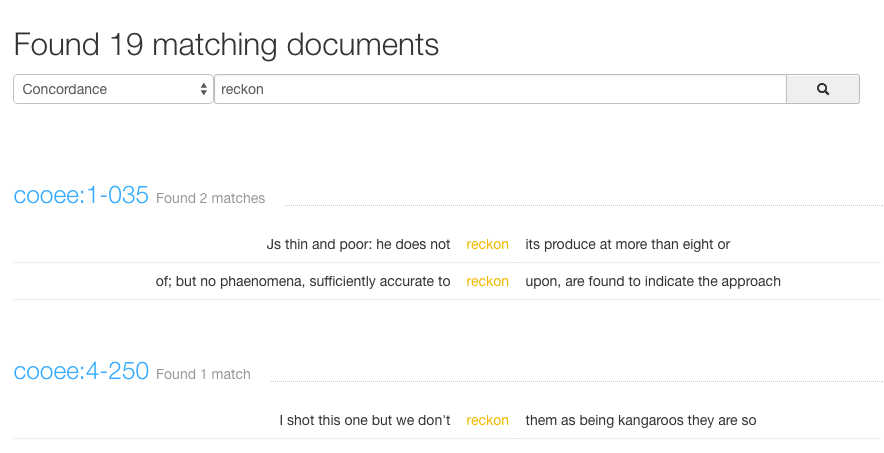 Found 19 matching documents
Concordance reckon
cooee:1-035 Found 2 matches
Js thin and poor: he does not reckon its produce at more than eight or
of; but no phaenomena, sufficiently accurate to reckon upon, are found to indicate the approach
cooee:4-250 Found 1 match
I shot this one but we don't reckon them as being kangaroos they are so